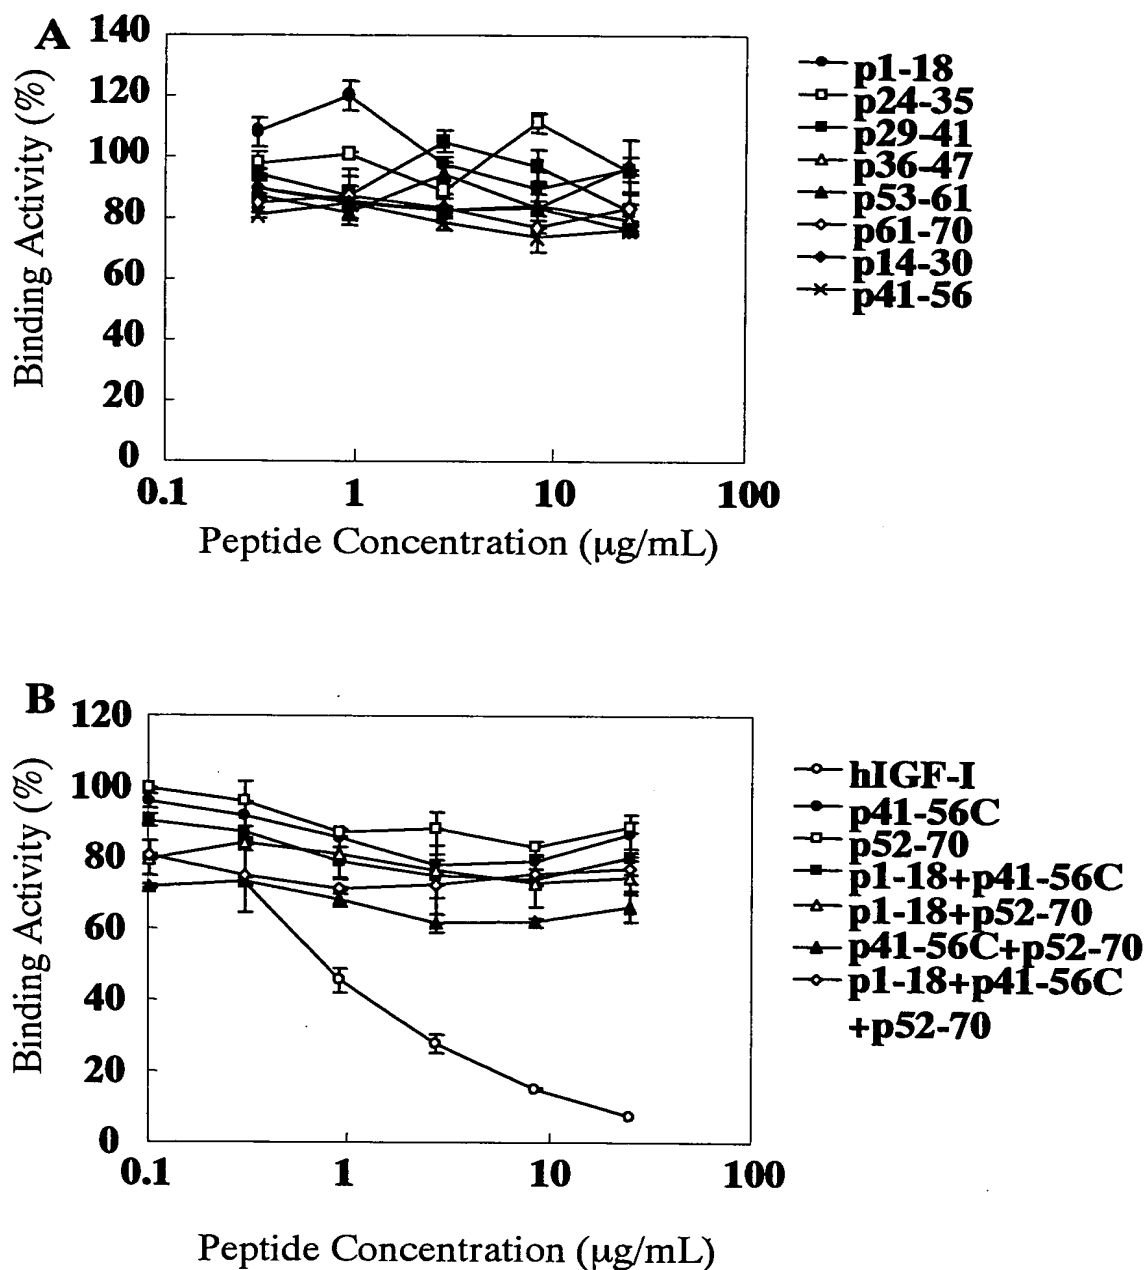 A
Binding Activity (%)
140
120
100
80
60
40
20
0
0.1 1 10 100
Peptide Concentration (µg/mL)
p1-18
p24-35
p29-41
p36-47
p53-61
p61-70
p14-30
p41-56
B
Binding Activity (%)
120
100
80
60
40
20
0
0.1 1 10 100
Peptide Concentration (µg/mL)
hIGF-I
p41-56C
p52-70
p1-18+p41-56C
p1-18+p52-70
p41-56C+p52-70
p1-18+p41-56C
+p52-70